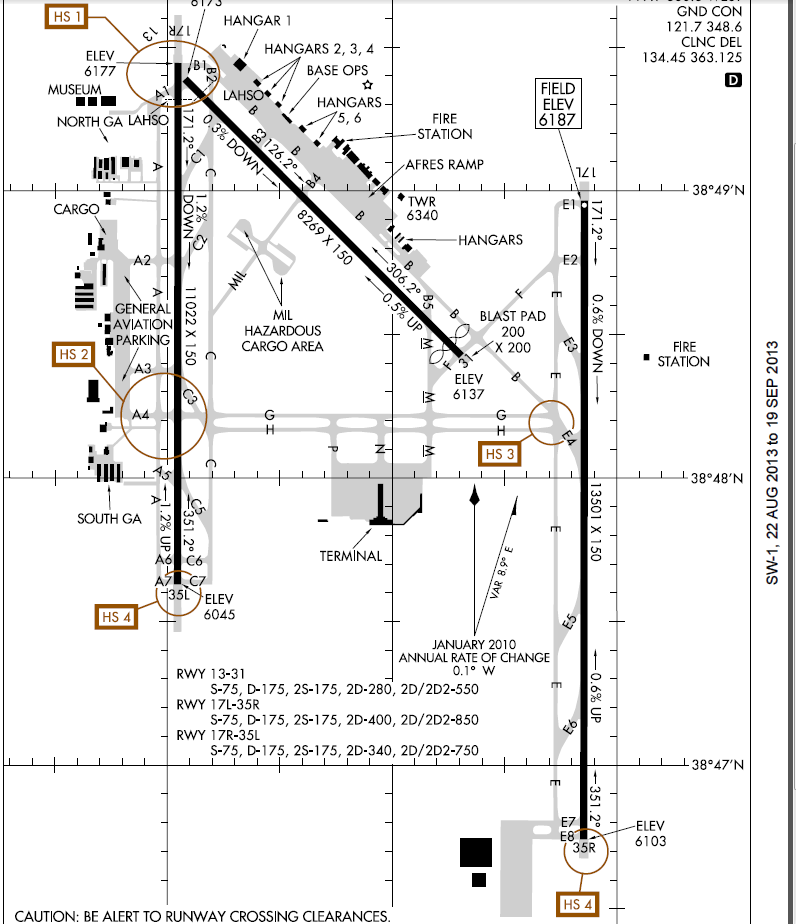 GND CON
121.7 348.6
CLNC DEL
134.45 363.125
D
HS 1
13
17R
ELEV
6177
6173
HANGAR 1
HANGARS 2, 3, 4
BASE OPS
HANGARS
5, 6
FIRE
STATION
AFRES RAMP
TWR
6340
HANGARS
FIELD
ELEV
6187
17L
38°49'N
MUSEUM
NORTH GA
LAHSO
LAHSO
A1
B1
B2
B
B3
B
B4
B
B
B5
B
B
171.2°
0.3% DOWN
126.2°
8269 X 150
306.2°
0.5% UP
31
ELEV
6137
BLAST PAD
200
X 200
F
F
A
C1
C
1.2%
DOWN
C2
CARGO
A2
A
11022 X 150
MIL
MIL
HAZARDOUS
CARGO AREA
GENERAL
AVIATION
PARKING
HS 2
A3
A4
C3
C
C
G
H
G
H
M
M
M
P
N
HS 3
E1
171.2°
E2
E
0.6% DOWN
E3
E
E4
FIRE
STATION
38°48'N
A5
A
1.2% UP
351.2°
C5
C
A6
C6
A7
C7
35L
ELEV
6045
SOUTH GA
HS 4
TERMINAL
VAR 8.9° E
JANUARY 2010
ANNUAL RATE OF CHANGE
0.1° W
13501 X 150
E
E5
E
0.6% UP
E6
E
38°47'N
351.2°
E7
E8
35R
ELEV
6103
HS 4
RWY 13-31
S-75, D-175, 2S-175, 2D-280, 2D/2D2-550
RWY 17L-35R
S-75, D-175, 2S-175, 2D-400, 2D/2D2-850
RWY 17R-35L
S-75, D-175, 2S-175, 2D-340, 2D/2D2-750
CAUTION: BE ALERT TO RUNWAY CROSSING CLEARANCES.
SW-1, 22 AUG 2013 to 19 SEP 2013